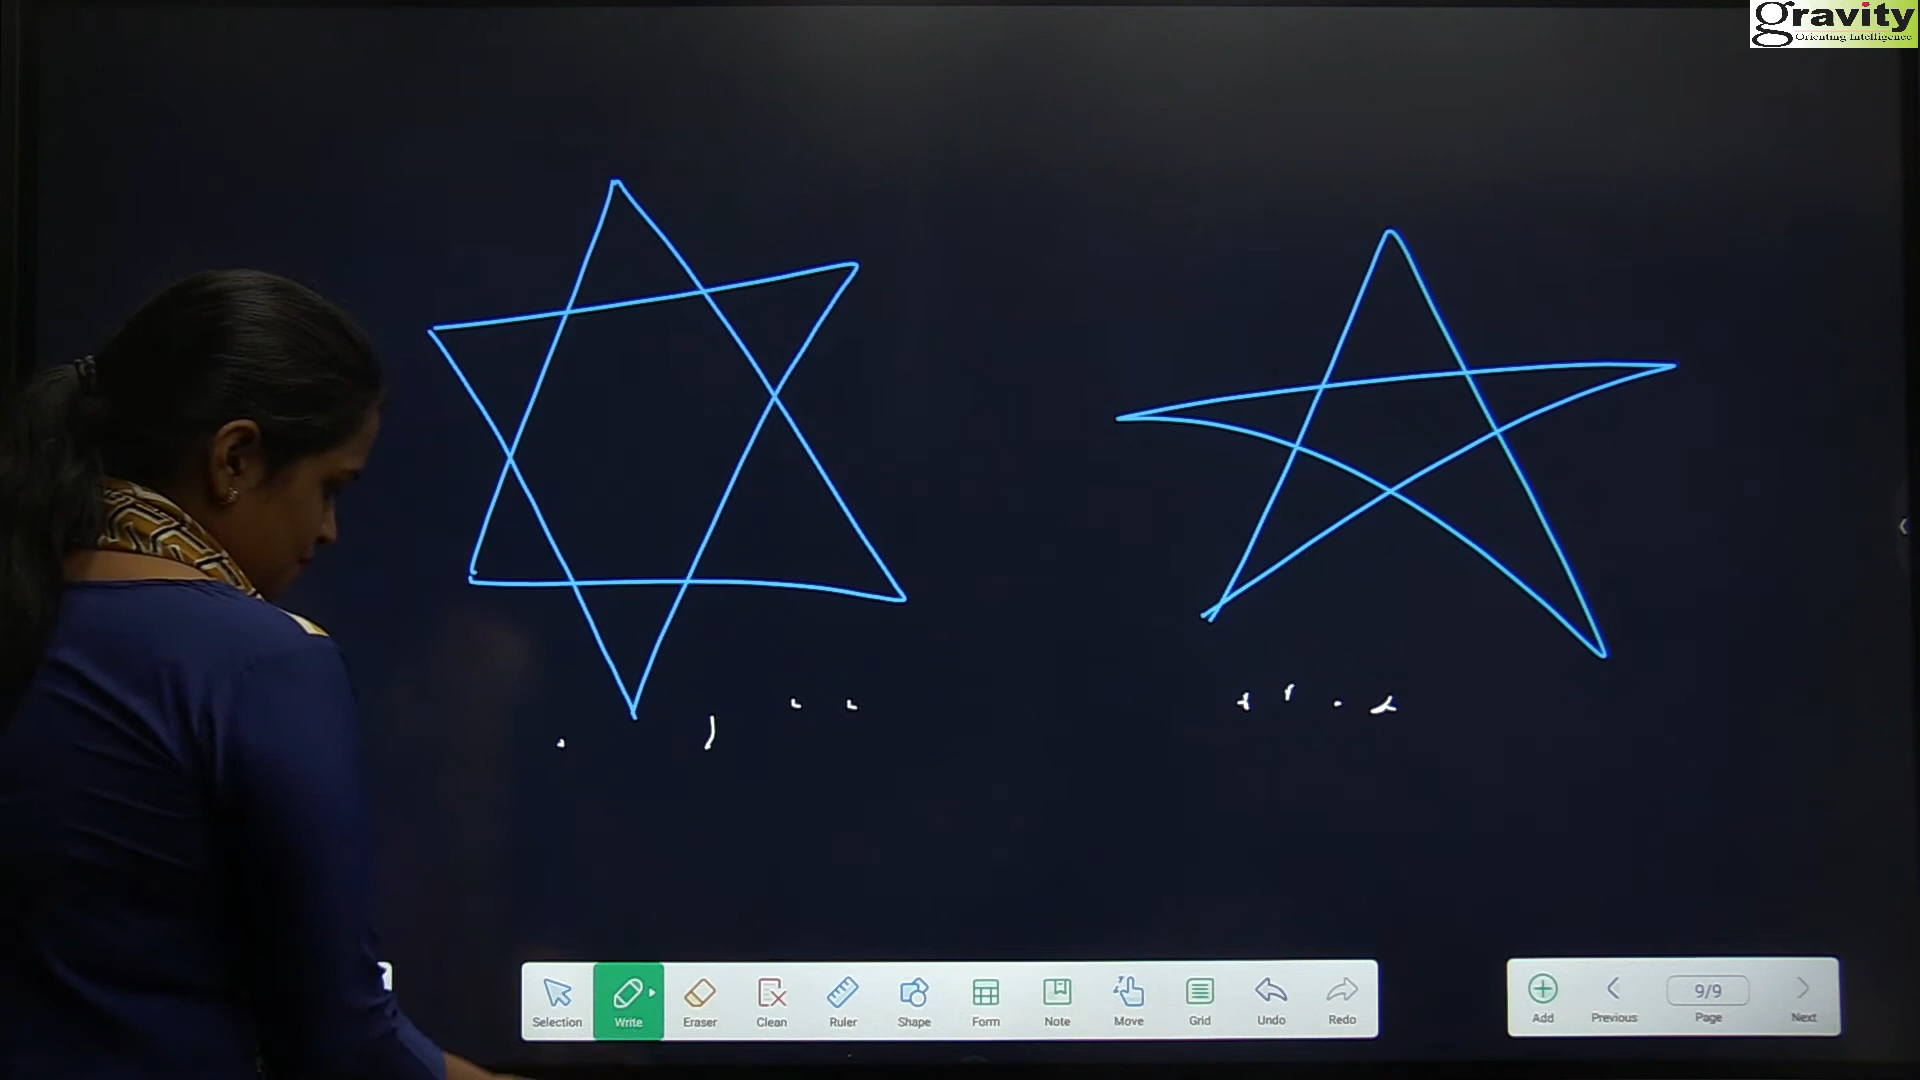 gravity
Orienting Intelligence
Selection Write Eraser Clean Ruler Shape Form Note Move Grid Undo Redo
9/9
Add Previous Page Next